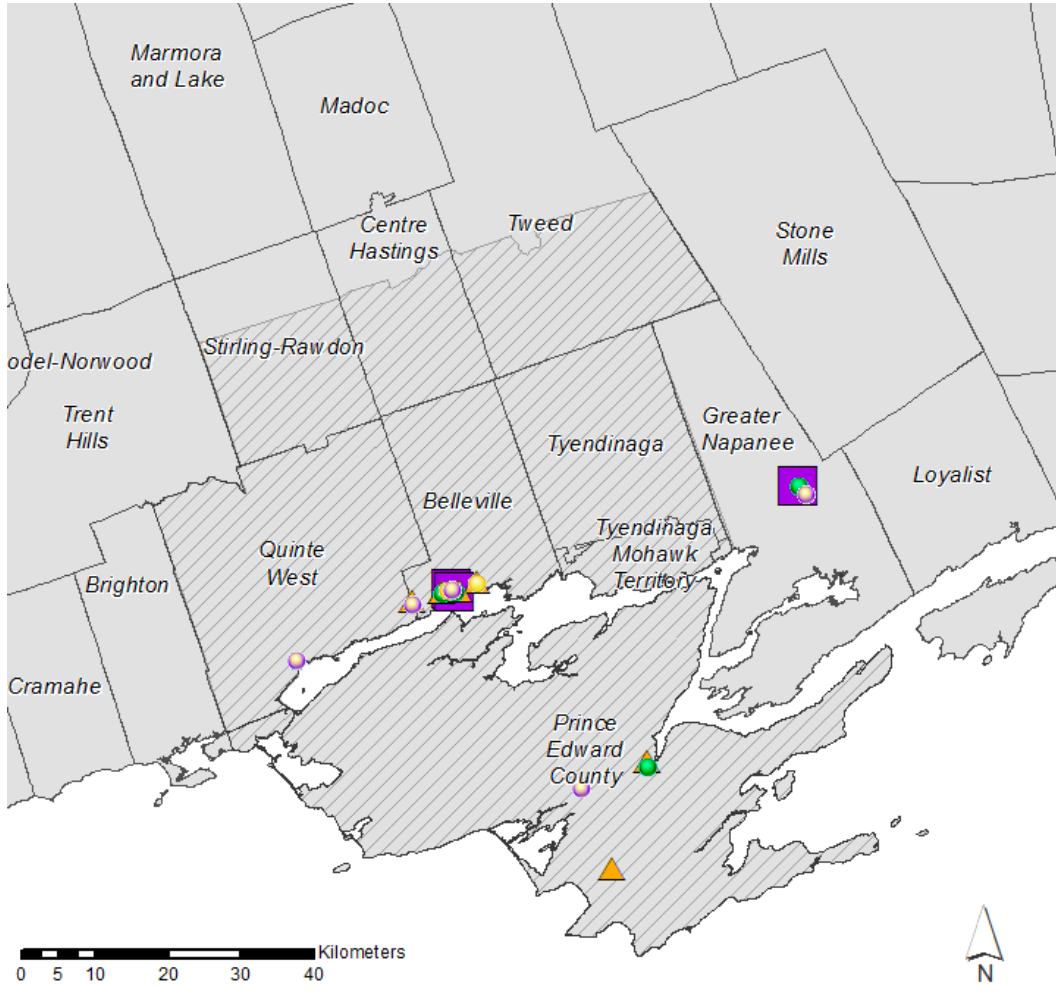 Marmora
and Lake
Madoc
Centre
Hastings
Tweed
Stone
Mills
Stirling-Rawdon
odel-Norwood
Trent
Hills
Greater
Napanee
Tyendinaga
Loyalist
Belleville
Tyendinaga
Mohawk
Territory
Quinte
West
Brighton
Cramahe
Prince
Edward
County
Kilometers
0 5 10 20 30 40
N